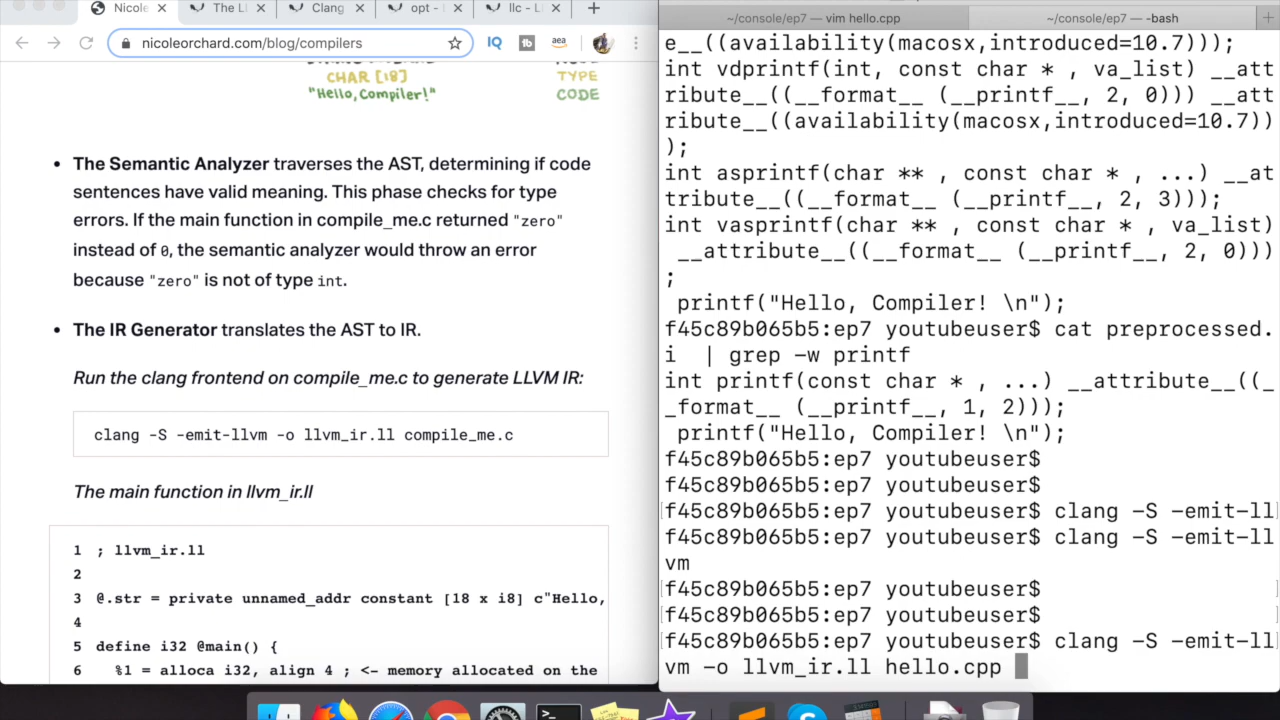 Nicole
The LL
Clang
opt - L
llc - LL
nicoleorchard.com/blog/compilers
IQ
tb
aea
CHAR [18]
TYPE
"Hello, Compiler!"
CODE
• The Semantic Analyzer traverses the AST, determining if code
sentences have valid meaning. This phase checks for type
errors. If the main function in compile_me.c returned "zero"
instead of 0, the semantic analyzer would throw an error
because "zero" is not of type int.
• The IR Generator translates the AST to IR.
Run the clang frontend on compile_me.c to generate LLVM IR:
clang -S -emit-llvm -o llvm_ir.ll compile_me.c
The main function in llvm_ir.ll
1 ; llvm_ir.ll
2
3 @.str = private unnamed_addr constant [18 x i8] c"Hello,
4
5 define i32 @main() {
6 %1 = alloca i32, align 4 ; <- memory allocated on the
~/console/ep7 — vim hello.cpp
~/console/ep7 — -bash
e__((availability(macosx,introduced=10.7)));
int vdprintf(int, const char * , va_list) __att
ribute__((__format__ (__printf__, 2, 0))) __att
ribute__((availability(macosx,introduced=10.7))
);
int asprintf(char ** , const char * , ...) __at
tribute__((__format__ (__printf__, 2, 3)));
int vasprintf(char ** , const char * , va_list)
__attribute__((__format__ (__printf__, 2, 0)))
;
printf("Hello, Compiler! \n");
f45c89b065b5:ep7 youtubeuser$ cat preprocessed.
i | grep -w printf
int printf(const char * , ...) __attribute__((_
_format__ (__printf__, 1, 2)));
printf("Hello, Compiler! \n");
f45c89b065b5:ep7 youtubeuser$
f45c89b065b5:ep7 youtubeuser$
f45c89b065b5:ep7 youtubeuser$ clang -S -emit-ll
f45c89b065b5:ep7 youtubeuser$ clang -S -emit-ll
vm
f45c89b065b5:ep7 youtubeuser$
f45c89b065b5:ep7 youtubeuser$
f45c89b065b5:ep7 youtubeuser$ clang -S -emit-ll
vm -o llvm_ir.ll hello.cpp